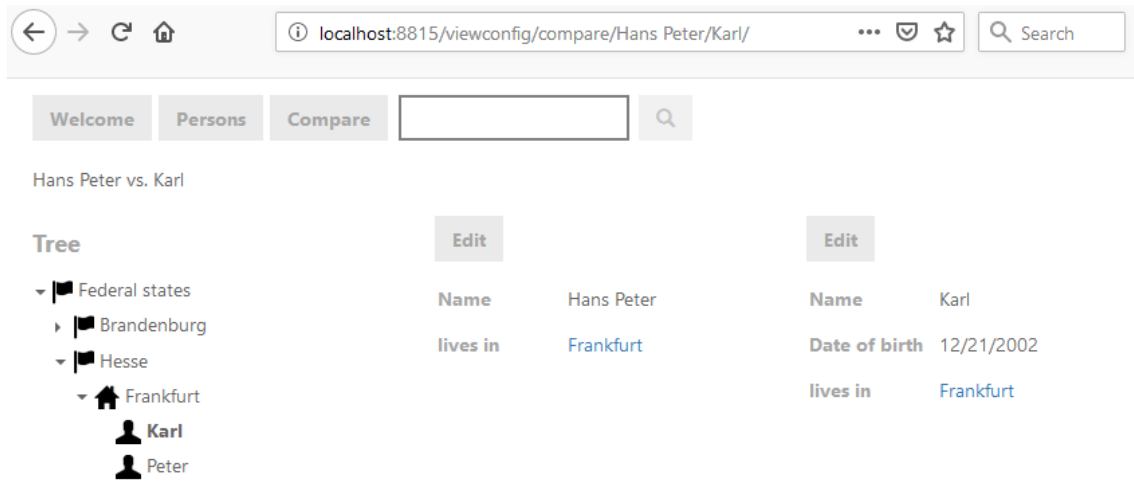 localhost:8815/viewconfig/compare/Hans Peter/Karl/
Search
Welcome
Persons
Compare
Hans Peter vs. Karl
Tree
Federal states
Brandenburg
Hesse
Frankfurt
Karl
Peter
Edit
Name Hans Peter
lives in Frankfurt
Edit
Name Karl
Date of birth 12/21/2002
lives in Frankfurt